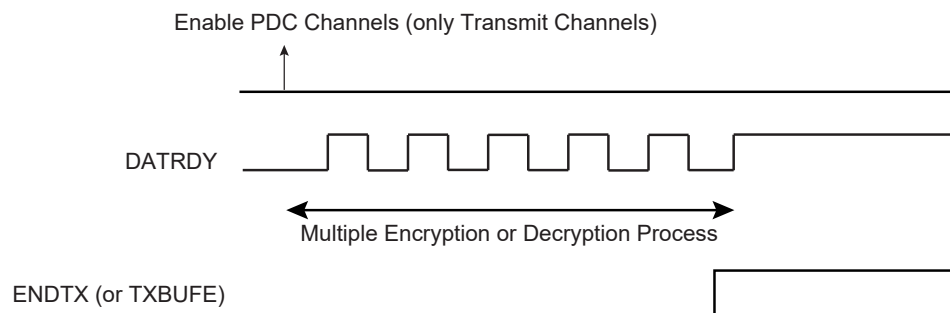 Enable PDC Channels (only Transmit Channels)
DATRDY
Multiple Encryption or Decryption Process
ENDTX (or TXBUFE)